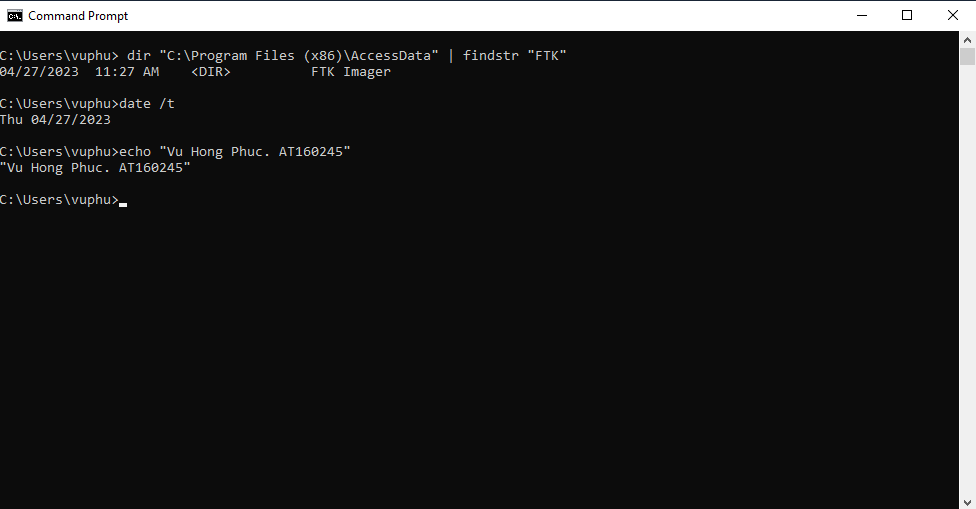 Command Prompt
C:\Users\vuphu> dir "C:\Program Files (x86)\AccessData" | findstr "FTK"
04/27/2023  11:27 AM    <DIR>          FTK Imager
C:\Users\vuphu>date /t
Thu 04/27/2023
C:\Users\vuphu>echo "Vu Hong Phuc. AT160245"
"Vu Hong Phuc. AT160245"
C:\Users\vuphu>